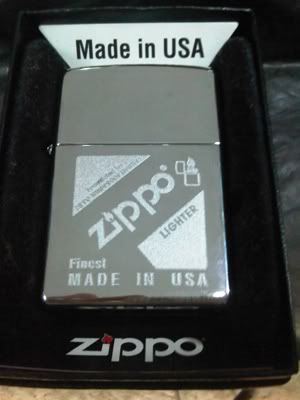 Made in USA
zippo
LIGHTER
Finest
MADE IN USA
zippo